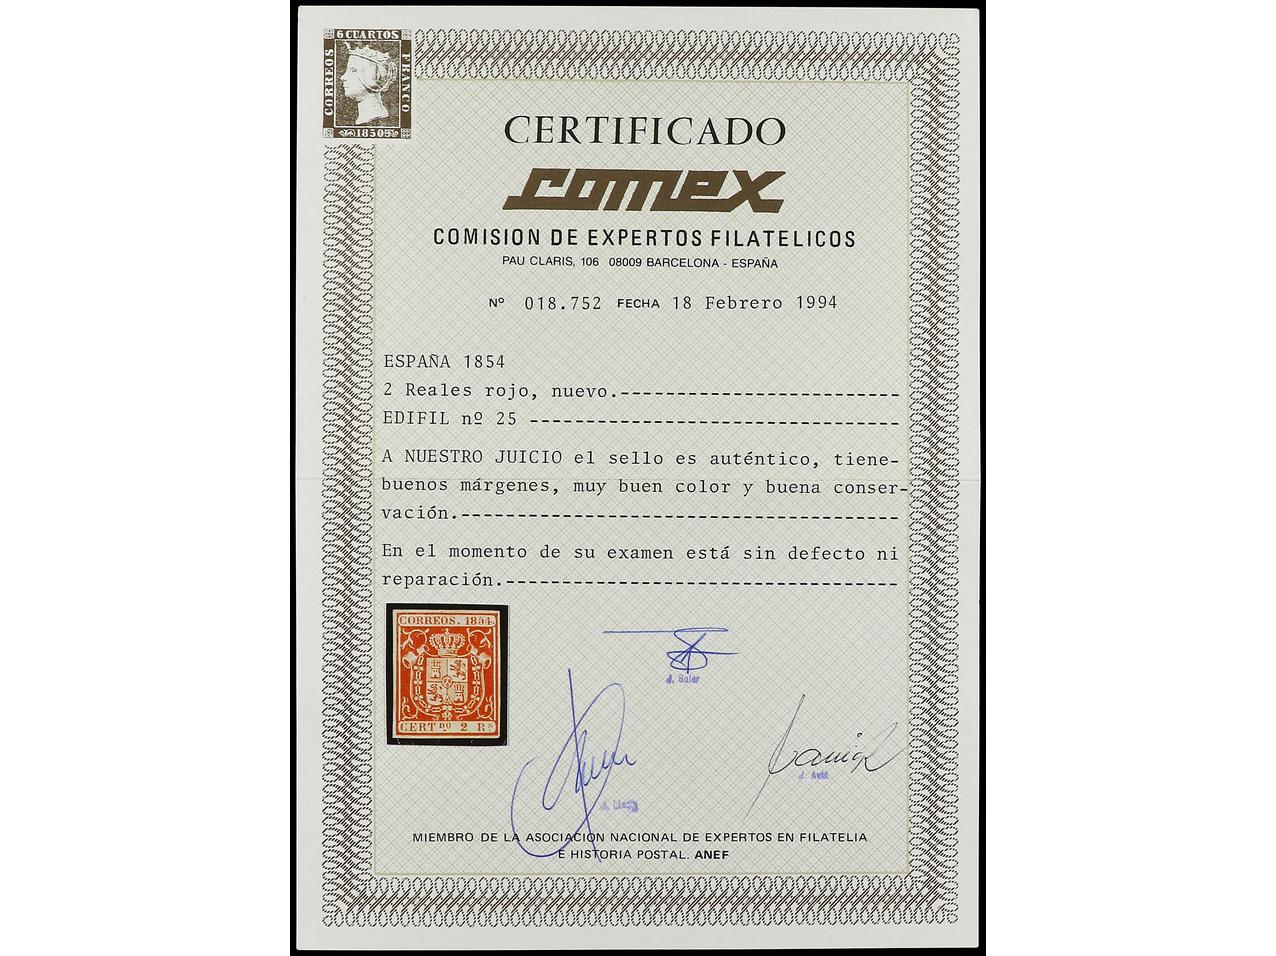 6 CUARTOS
CORREOS
FRANCO
1850
CERTIFICADO
comex
COMISION DE EXPERTOS FILATELICOS
PAU CLARIS, 106 08009 BARCELONA - ESPAÑA
Nº 018.752 FECHA 18 Febrero 1994
ESPAÑA 1854
2 Reales rojo, nuevo.-------------------------
EDIFIL nº 25 ---------------------------------
A NUESTRO JUICIO el sello es auténtico, tiene-
buenos márgenes, muy buen color y buena conser-
vación.---------------------------------------
En el momento de su examen está sin defecto ni
reparación.-----------------------------------
CORREOS. 1854.
CERTDO. 2 RS
J. Soler
MIEMBRO DE LA ASOCIACION NACIONAL DE EXPERTOS EN FILATELIA
E HISTORIA POSTAL. ANEF